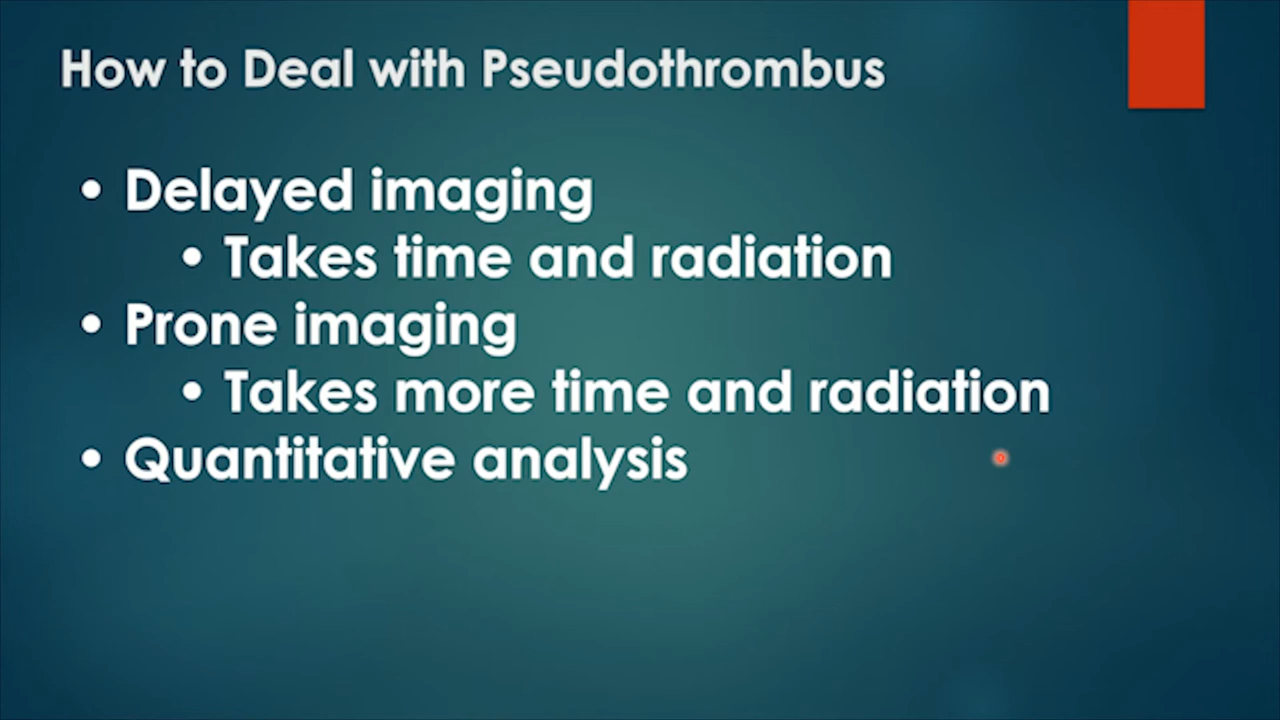 How to Deal with Pseudothrombus
• Delayed imaging
• Takes time and radiation
• Prone imaging
• Takes more time and radiation
• Quantitative analysis